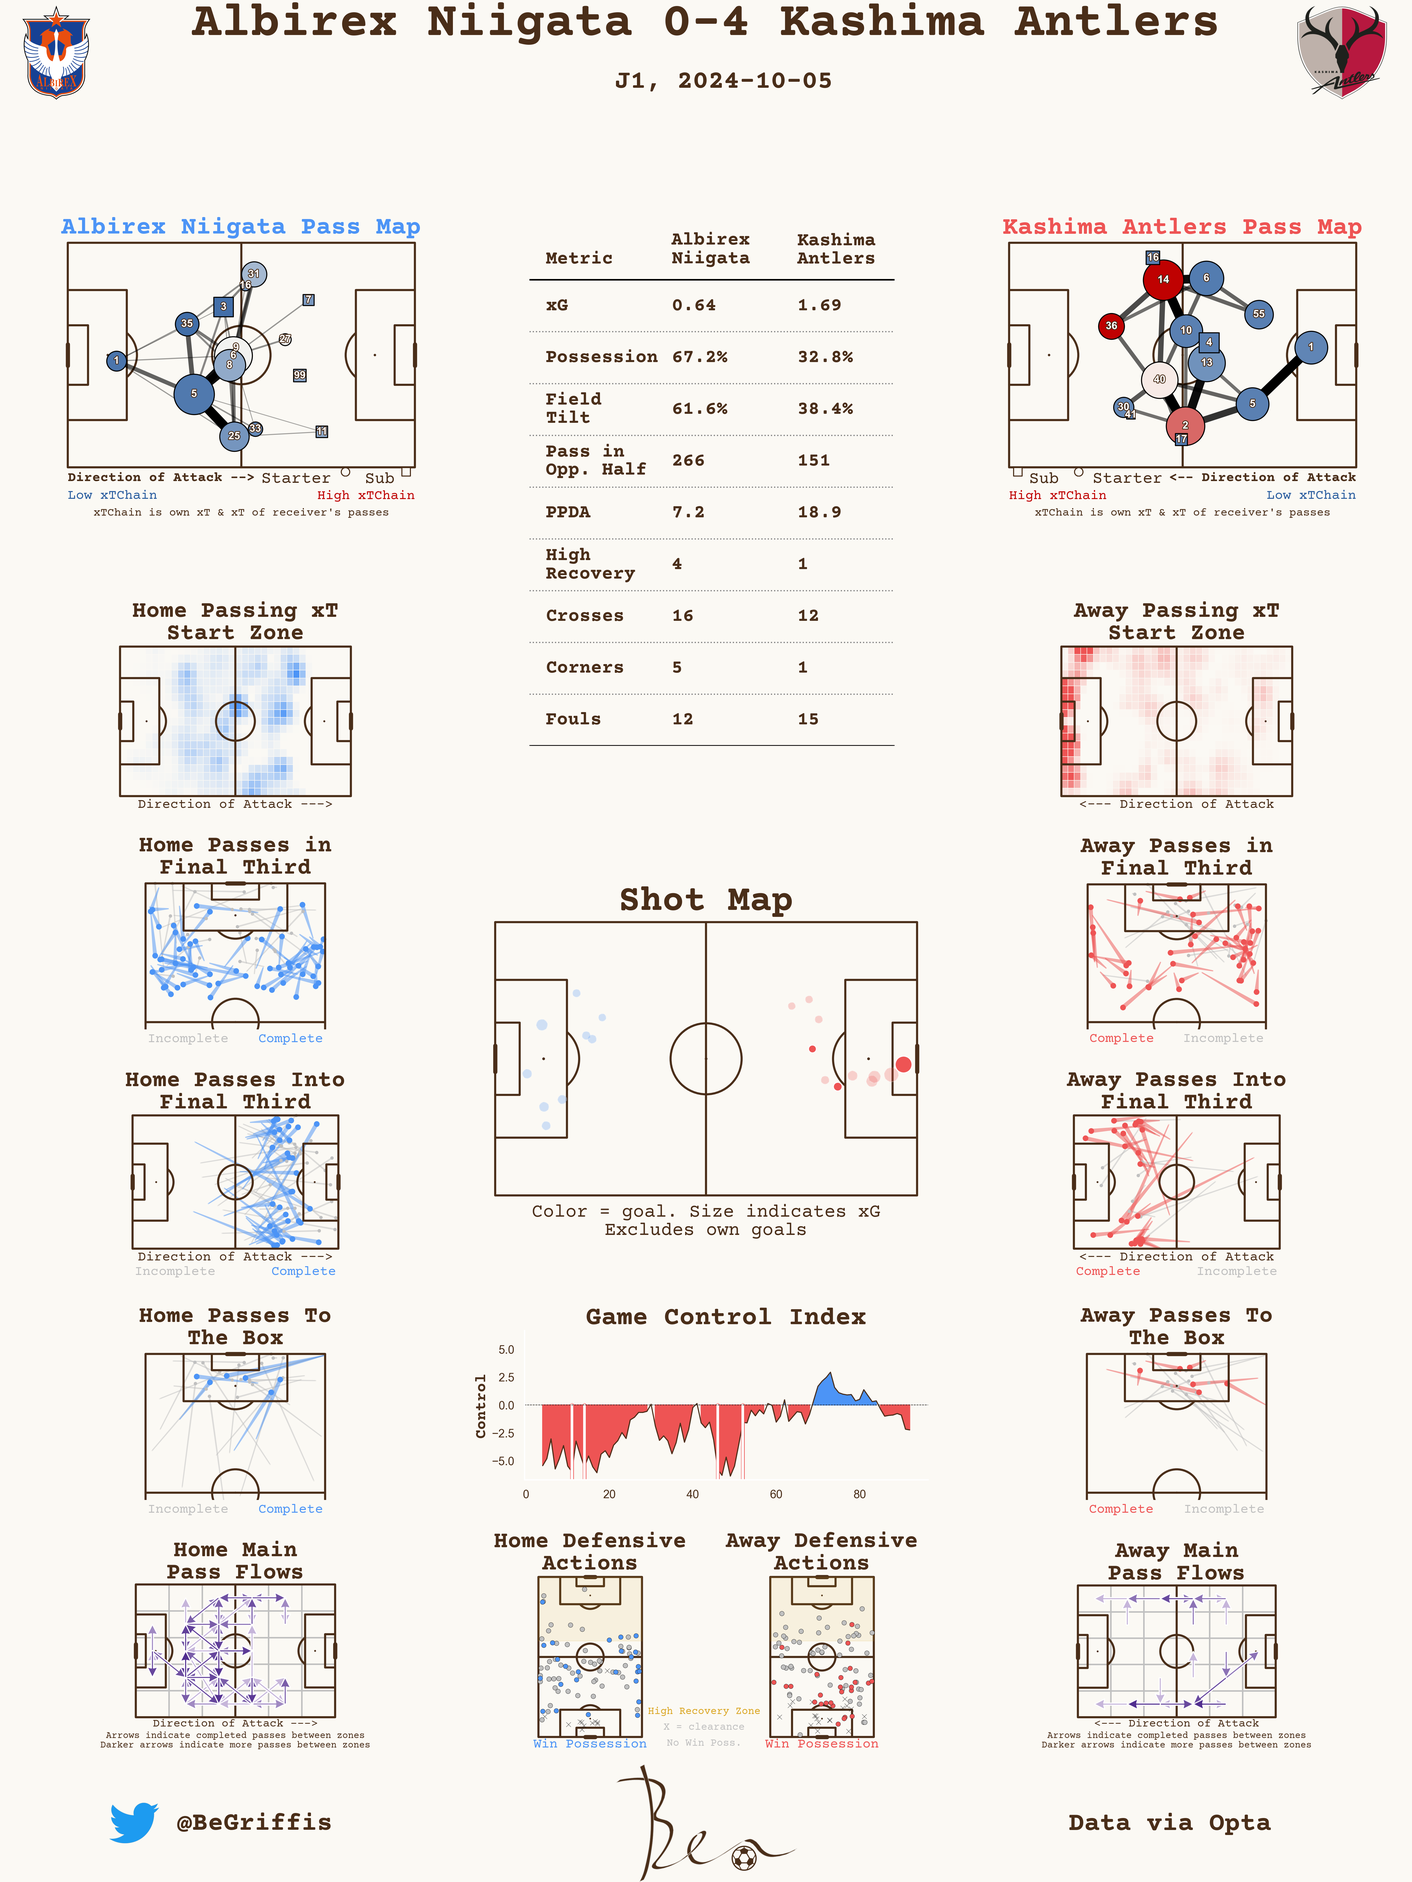 Albirex Niigata 0-4 Kashima Antlers
J1, 2024-10-05
ALBIREX
KASHIMA
Antlers
Albirex Niigata Pass Map
31
16
3
7
35
27
9
6
8
1
99
5
25
33
11
Direction of Attack --> Starter Sub
Low xTChain High xTChain
xTChain is own xT & xT of receiver's passes
Metric Albirex Niigata Kashima Antlers
xG 0.64 1.69
Possession 67.2% 32.8%
Field Tilt 61.6% 38.4%
Pass in Opp. Half 266 151
PPDA 7.2 18.9
High Recovery 4 1
Crosses 16 12
Corners 5 1
Fouls 12 15
Kashima Antlers Pass Map
16
14
6
55
36
10
4
1
13
40
30
41
5
2
17
Sub Starter <-- Direction of Attack
High xTChain Low xTChain
xTChain is own xT & xT of receiver's passes
Home Passing xT
Start Zone
Direction of Attack --->
Away Passing xT
Start Zone
<--- Direction of Attack
Home Passes in
Final Third
Incomplete Complete
Away Passes in
Final Third
Complete Incomplete
Shot Map
Color = goal. Size indicates xG
Excludes own goals
Home Passes Into
Final Third
Direction of Attack --->
Incomplete Complete
Away Passes Into
Final Third
<--- Direction of Attack
Complete Incomplete
Home Passes To
The Box
Incomplete Complete
Game Control Index
Control
5.0
2.5
0.0
−2.5
−5.0
0 20 40 60 80
Away Passes To
The Box
Complete Incomplete
Home Main
Pass Flows
Direction of Attack --->
Arrows indicate completed passes between zones
Darker arrows indicate more passes between zones
Home Defensive
Actions
Win Possession
High Recovery Zone
X = clearance
No Win Poss.
Away Defensive
Actions
Win Possession
Away Main
Pass Flows
<--- Direction of Attack
Arrows indicate completed passes between zones
Darker arrows indicate more passes between zones
@BeGriffis
Ben
Data via Opta